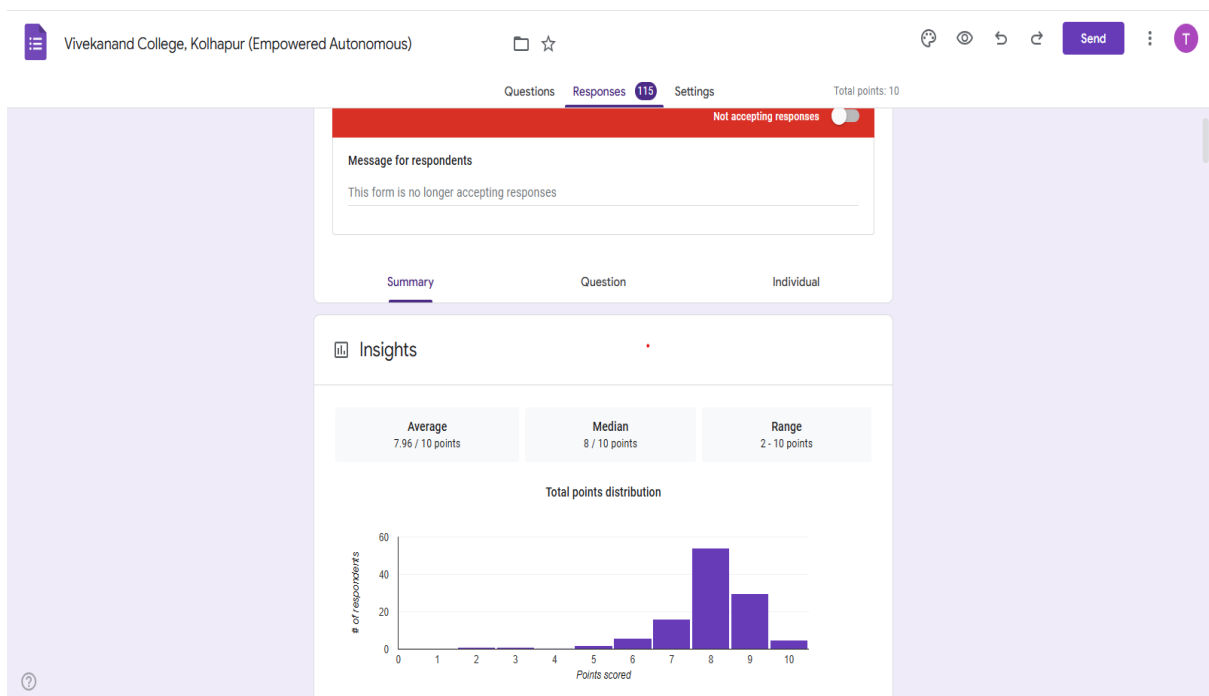 Vivekanand College, Kolhapur (Empowered Autonomous)
Send
T
Questions Responses 115 Settings
Total points: 10
Not accepting responses
Message for respondents
This form is no longer accepting responses
Summary Question Individual
Insights
Average Median Range
7.96 / 10 points 8 / 10 points 2 - 10 points
Total points distribution
# of respondents
60
40
20
0
0 1 2 3 4 5 6 7 8 9 10
Points scored
?